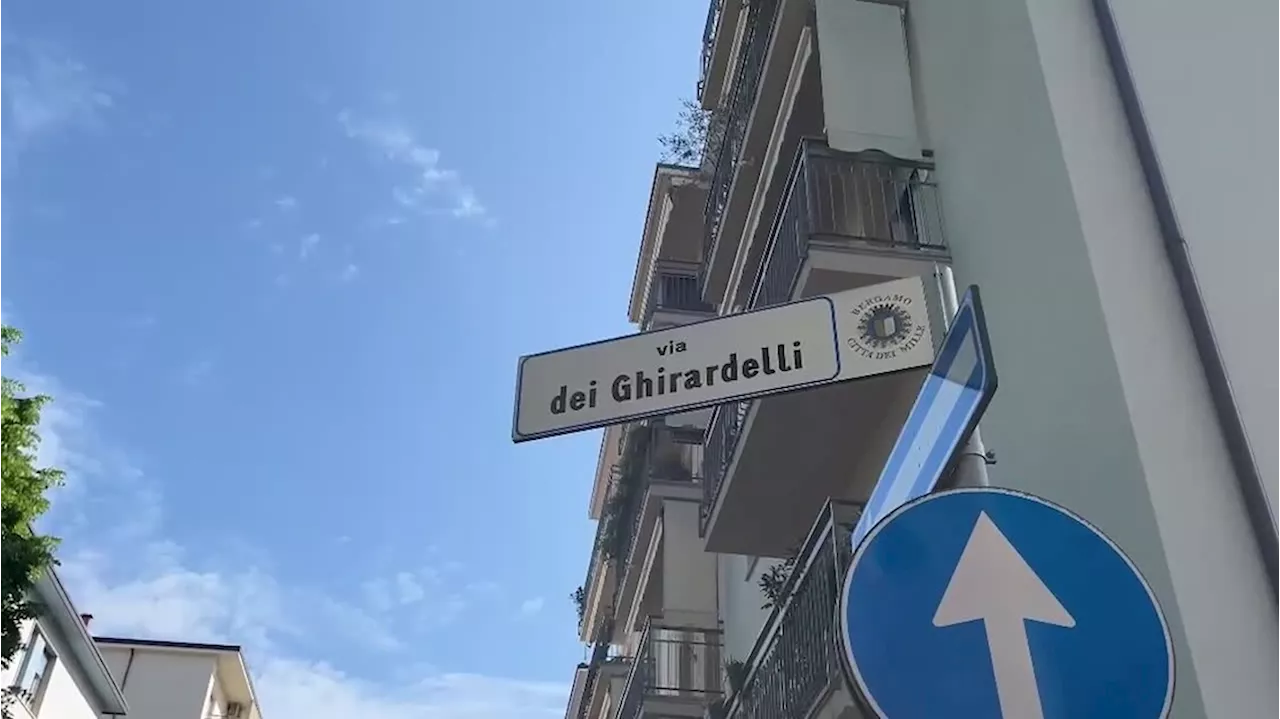 via
dei Ghirardelli
BERGAMO
CITTÀ DEI MILLE